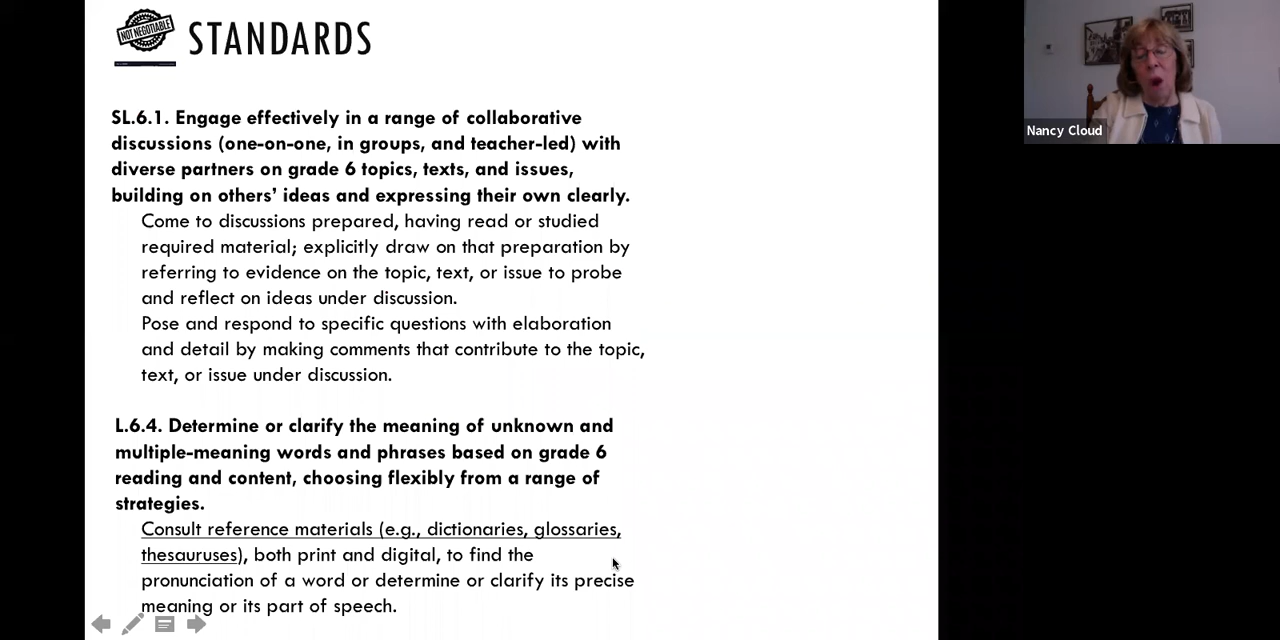 NOT NEGOTIABLE
STANDARDS
SL.6.1. Engage effectively in a range of collaborative
discussions (one-on-one, in groups, and teacher-led) with
diverse partners on grade 6 topics, texts, and issues,
building on others’ ideas and expressing their own clearly.
Come to discussions prepared, having read or studied
required material; explicitly draw on that preparation by
referring to evidence on the topic, text, or issue to probe
and reflect on ideas under discussion.
Pose and respond to specific questions with elaboration
and detail by making comments that contribute to the topic,
text, or issue under discussion.
L.6.4. Determine or clarify the meaning of unknown and
multiple-meaning words and phrases based on grade 6
reading and content, choosing flexibly from a range of
strategies.
Consult reference materials (e.g., dictionaries, glossaries,
thesauruses), both print and digital, to find the
pronunciation of a word or determine or clarify its precise
meaning or its part of speech.
Nancy Cloud